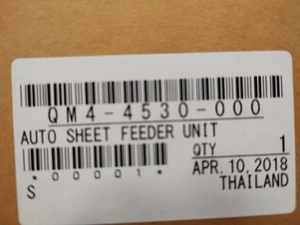 QM4-4530-000
AUTO SHEET FEEDER UNIT
*00001*
QTY 1
S
APR. 10, 2018
THAILAND